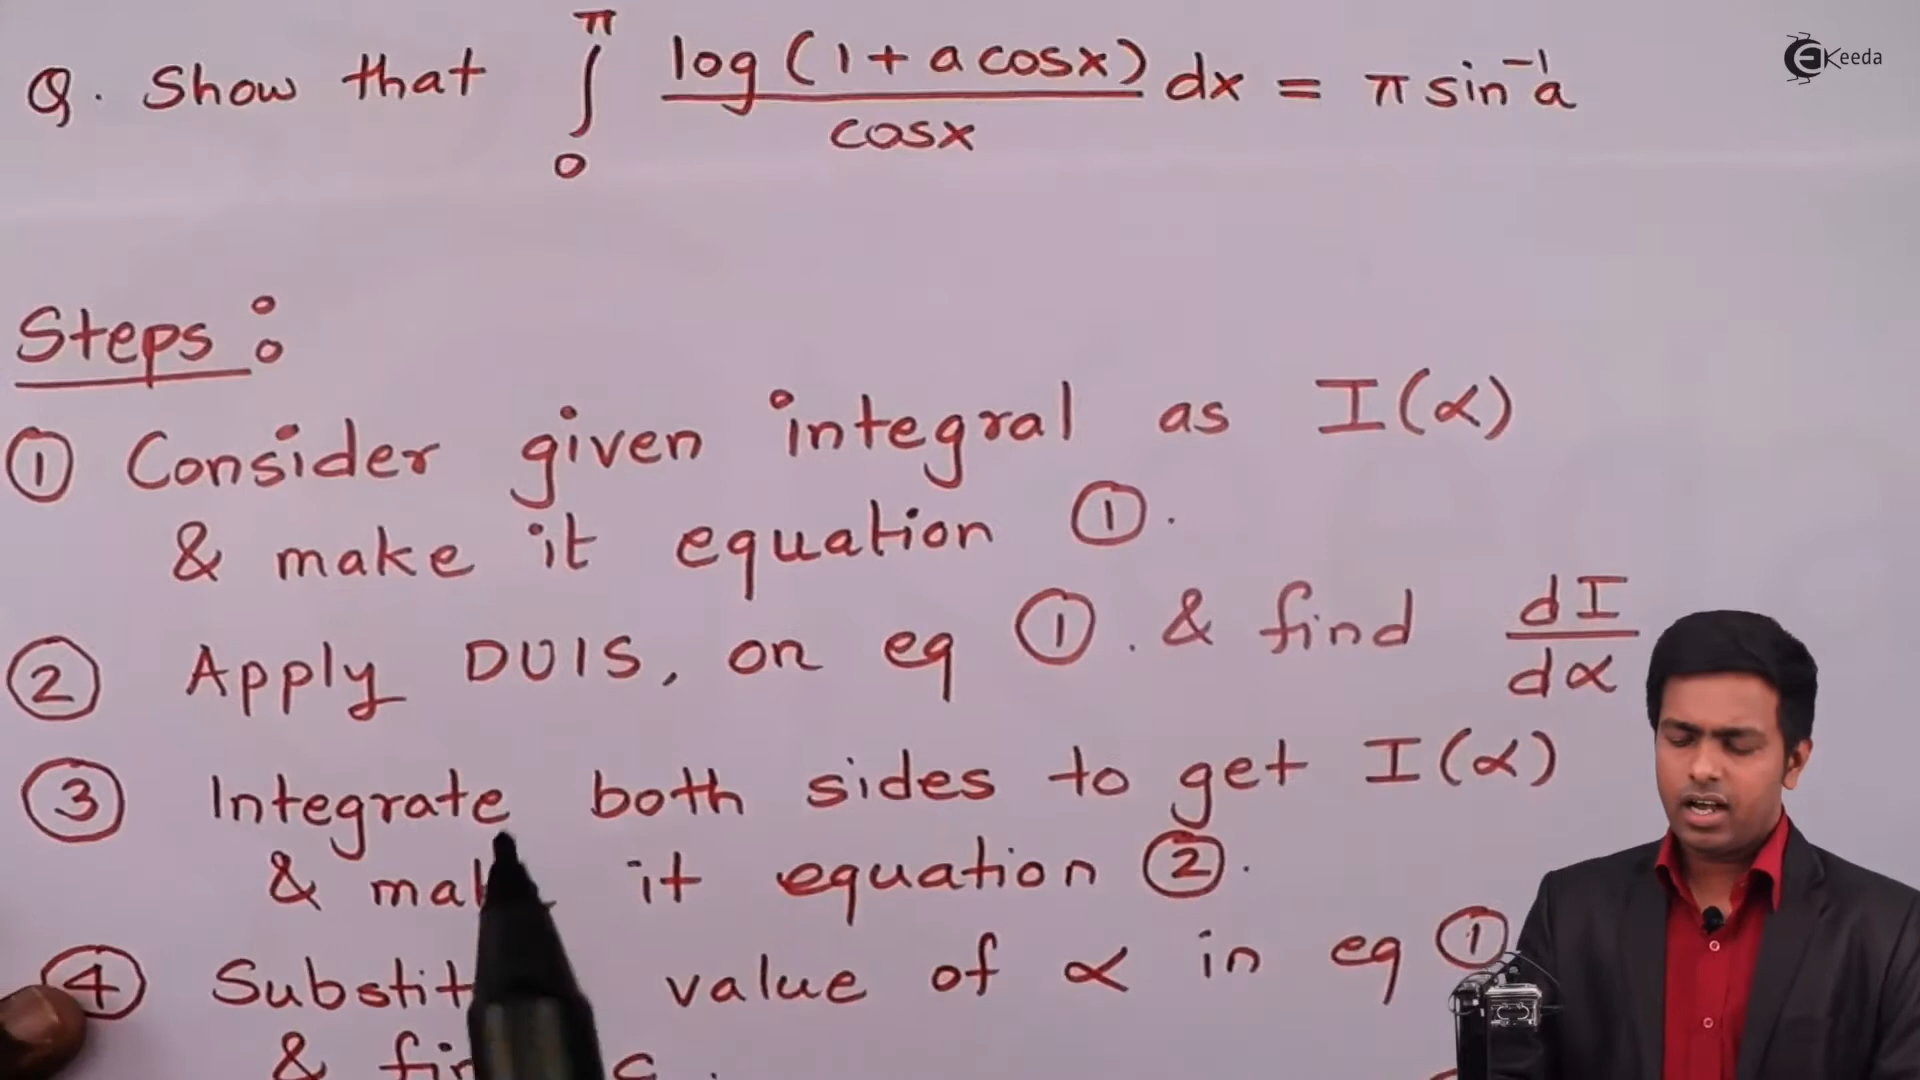 Q. Show that ∫₀^π log(1+a cosx)/cosx dx = π sin⁻¹a
EKeeda
Steps :
① Consider given integral as I(α)
& make it equation ①.
② Apply DUIS, on eq ①. & find dI/dα
③ Integrate both sides to get I(α)
& it equation ②.
④ value of α in eq ①
& c.